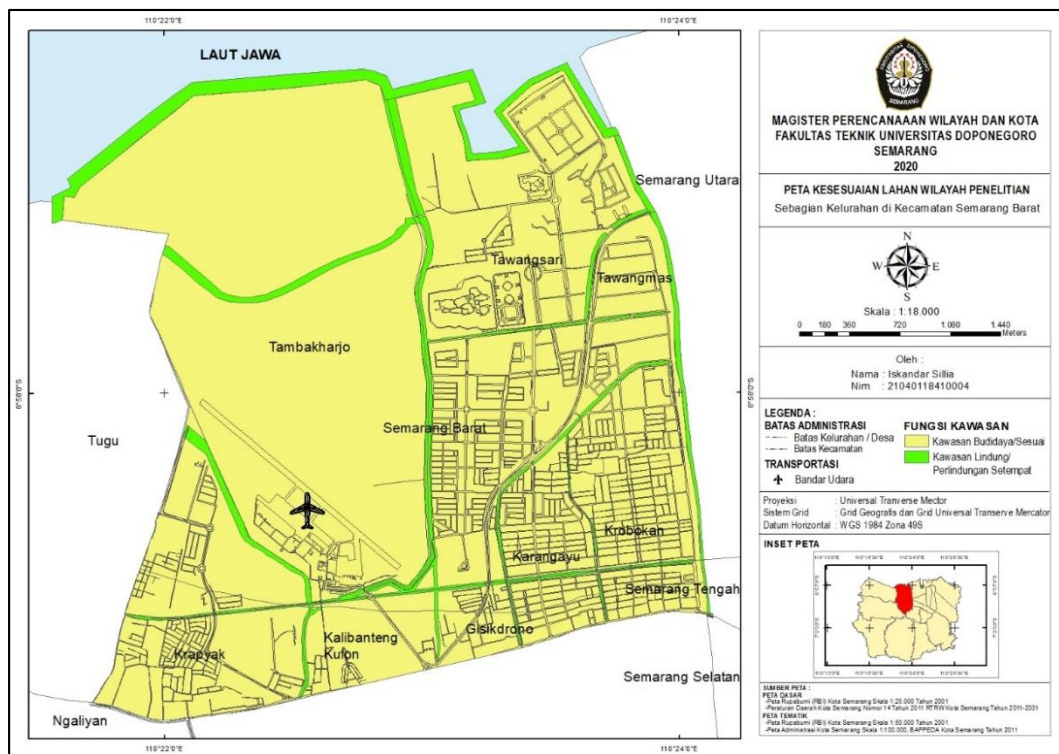 110°22'0"E
110°24'0"E
LAUT JAWA
Semarang Utara
Tawangsari
Tawangmas
Tambakharjo
6°58'0"S
6°58'0"S
Tugu
Semarang Barat
Krobokan
Karangayu
Semarang Tengah
Gisikdrono
Kalibanteng
Kulon
Krapyak
Semarang Selatan
Ngaliyan
110°22'0"E
110°24'0"E
SEMARANG
MAGISTER PERENCANAAAN WILAYAH DAN KOTA
FAKULTAS TEKNIK UNIVERSITAS DOPONEGORO
SEMARANG
2020
PETA KESESUAIAN LAHAN WILAYAH PENELITIAN
Sebagian Kelurahan di Kecamatan Semarang Barat
N
W E
S
Skala : 1:18.000
0 180 360 720 1.080 1.440
Meters
Oleh :
Nama : Iskandar Sillia
Nim : 21040118410004
LEGENDA :
BATAS ADMINISTRASI
Batas Kelurahan / Desa
Batas Kecamatan
TRANSPORTASI
Bandar Udara
FUNGSI KAWASAN
Kawasan Budidaya/Sesuai
Kawasan Lindung/
Perlindungan Setempat
Proyeksi : Universal Tranverse Mector
Sistem Grid : Grid Geografis dan Grid Universal Transerve Mercator
Datum Horizontal : WGS 1984 Zona 49S
INSET PETA
SUMBER PETA :
PETA DASAR
-Peta Rupabumi (RBI) Kota Semarang Skala 1:25.000 Tahun 2001
-Peraturan Daerah Kota Semarang Nomor 14 Tahun 2011 RTRW Kota Semarang Tahun 2011-2031
PETA TEMATIK
-Peta Rupabumi (RBI) Kota Semarang Skala 1:50.000 Tahun 2001
-Peta Administrasi Kota Semarang Skala 1:100.000, BAPPEDA Kota Semarang Tahun 2011